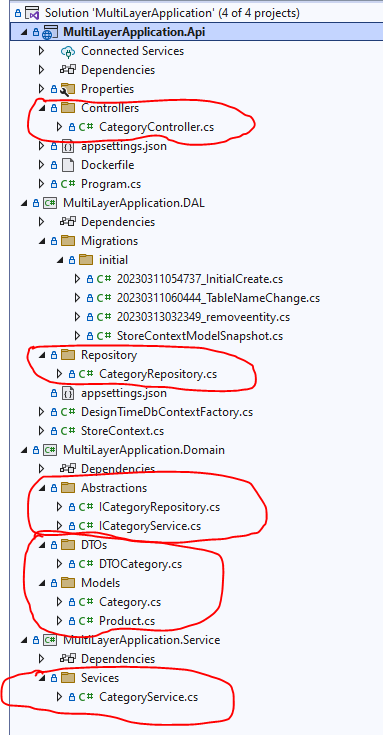 Solution 'MultiLayerApplication' (4 of 4 projects)
MultiLayerApplication.Api
Connected Services
Dependencies
Properties
Controllers
C# CategoryController.cs
appsettings.json
Dockerfile
C# Program.cs
C# MultiLayerApplication.DAL
Dependencies
Migrations
initial
C# 20230311054737_InitialCreate.cs
C# 20230311060444_TableNameChange.cs
C# 20230313032349_removeentity.cs
C# StoreContextModelSnapshot.cs
Repository
C# CategoryRepository.cs
appsettings.json
C# DesignTimeDbContextFactory.cs
C# StoreContext.cs
C# MultiLayerApplication.Domain
Dependencies
Abstractions
C# ICategoryRepository.cs
C# ICategoryService.cs
DTOs
C# DTOCategory.cs
Models
C# Category.cs
C# Product.cs
C# MultiLayerApplication.Service
Dependencies
Sevices
C# CategoryService.cs